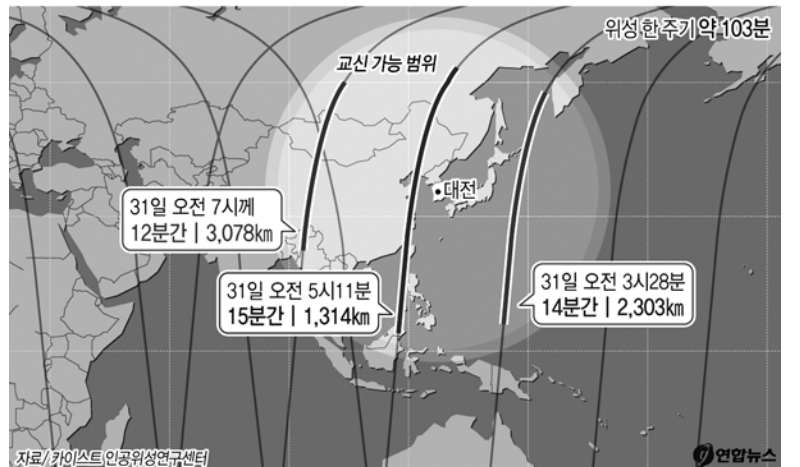 위성 한 주기 약 103분
교신 가능 범위
대전
31일 오전 7시께
12분간 | 3,078km
31일 오전 5시11분
15분간 | 1,314km
31일 오전 3시28분
14분간 | 2,303km
자료/ 카이스트 인공위성연구센터
연합뉴스